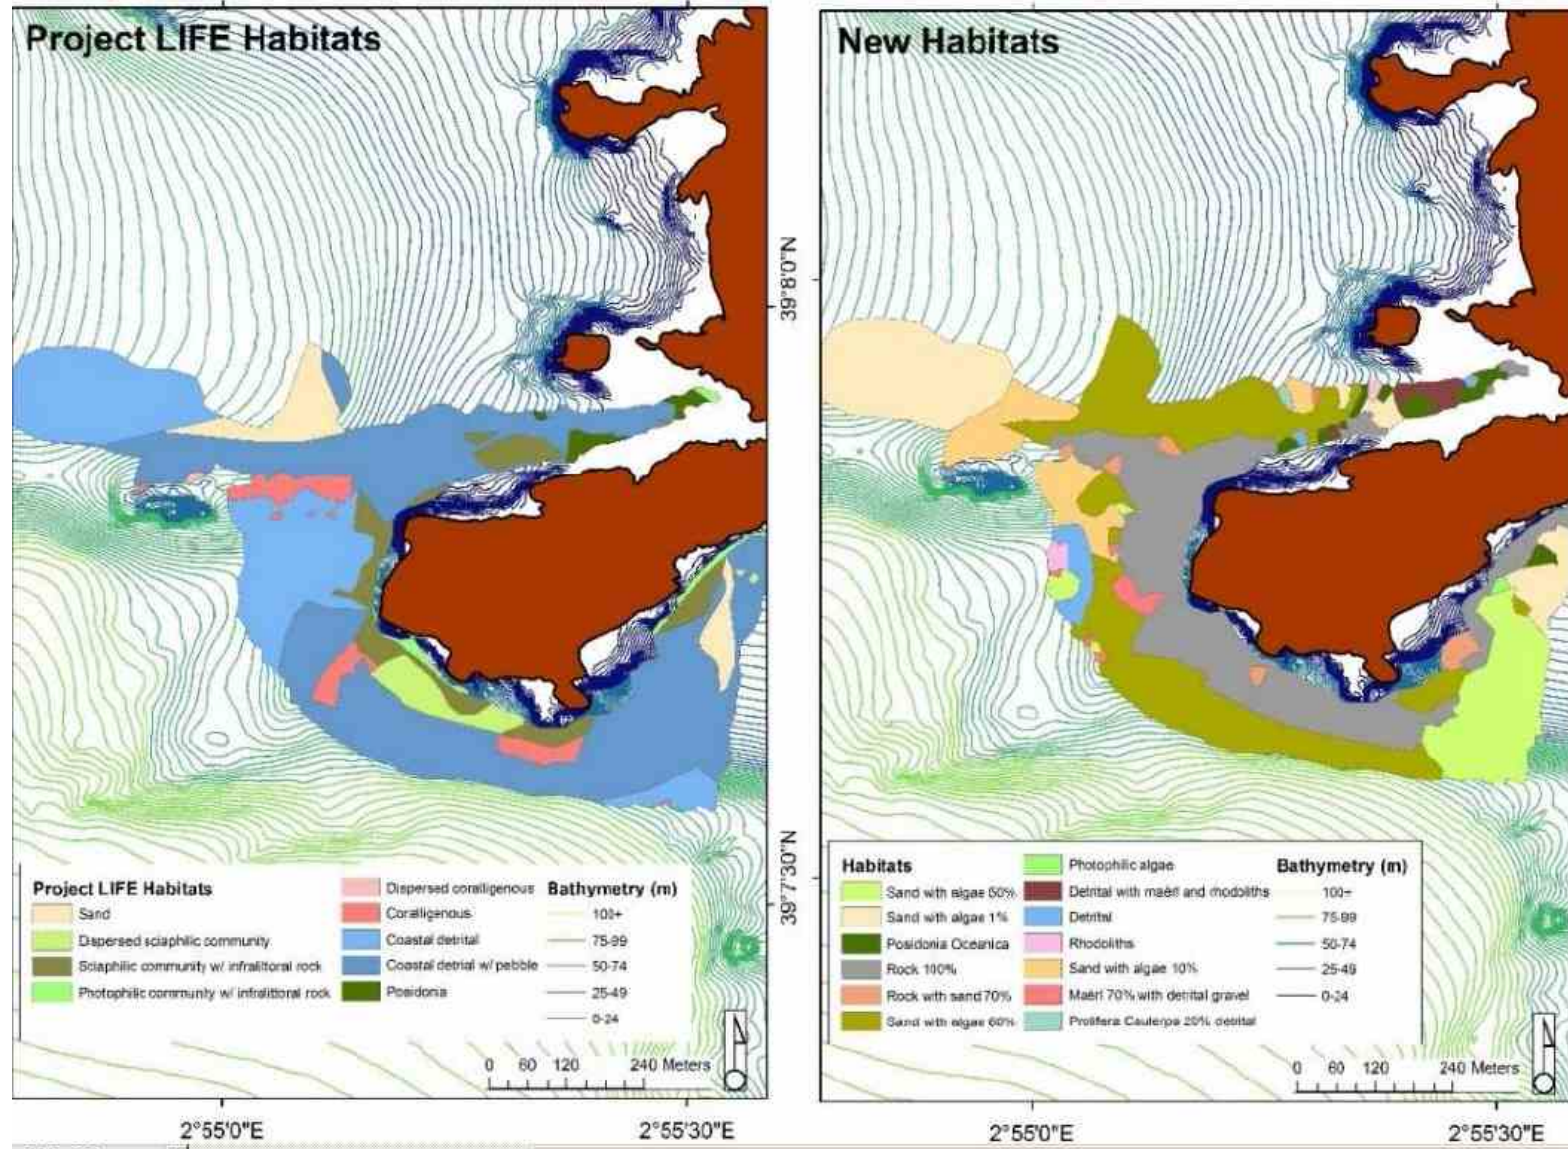 Project LIFE Habitats
New Habitats
39°8'0"N
39°7'30"N
Project LIFE Habitats
Sand
Dispersed sciaphilic community
Sciaphilic community w/ infralittoral rock
Photophilic community w/ infralittoral rock
Dispersed coralligenous
Coralligenous
Coastal detrital
Coastal detrial w/ pebble
Posidonia
Bathymetry (m)
100+
75-99
50-74
25-49
0-24
0 60 120 240 Meters
Habitats
Sand with algae 50%
Sand with algae 1%
Posidonia Oceanica
Rock 100%
Rock with sand 70%
Sand with algae 60%
Photophilic algae
Detrital with maërl and rhodoliths
Detrital
Rhodoliths
Sand with algae 10%
Maërl 70% with detrital gravel
Prolifera Caulerpa 20% detrital
Bathymetry (m)
100+
75-99
50-74
25-49
0-24
0 60 120 240 Meters
2°55'0"E
2°55'30"E
2°55'0"E
2°55'30"E